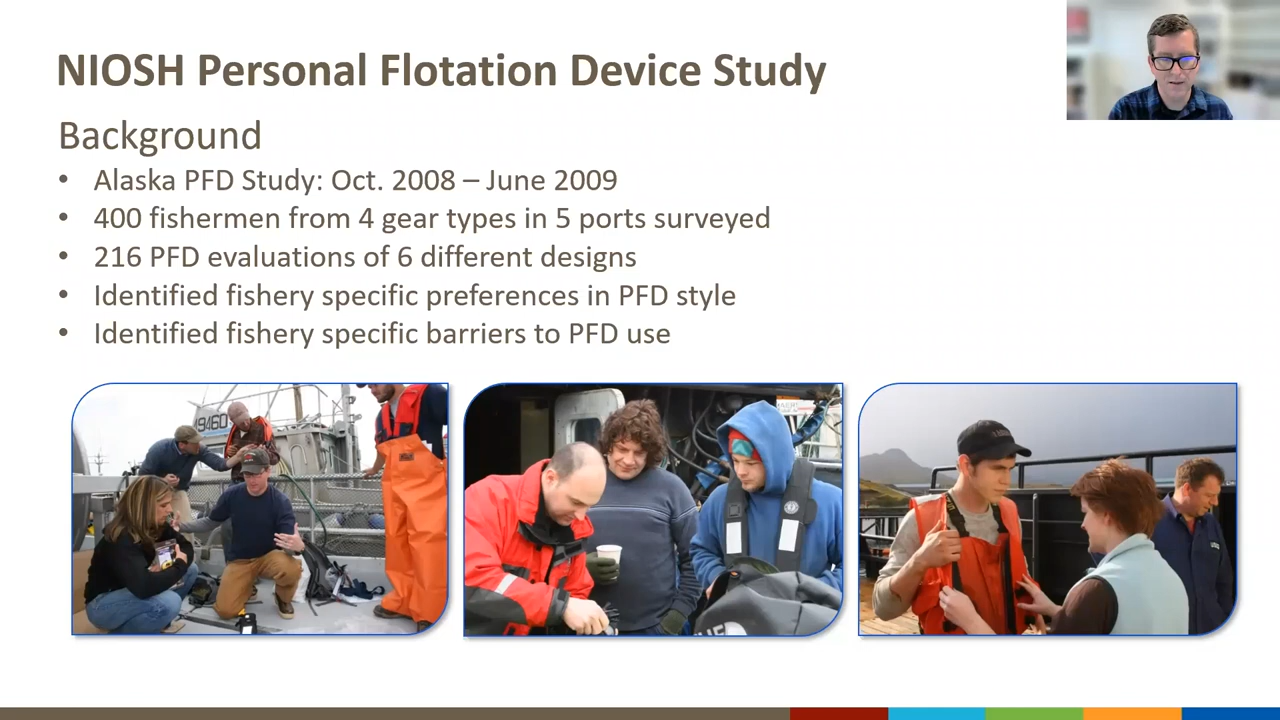 NIOSH Personal Flotation Device Study
Background
• Alaska PFD Study: Oct. 2008 – June 2009
• 400 fishermen from 4 gear types in 5 ports surveyed
• 216 PFD evaluations of 6 different designs
• Identified fishery specific preferences in PFD style
• Identified fishery specific barriers to PFD use